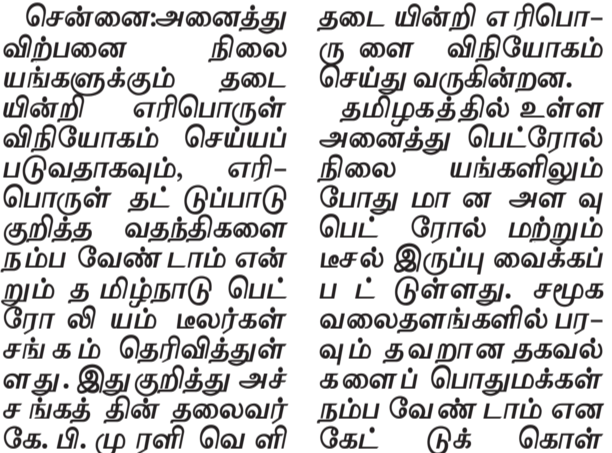 சென்னை:அனைத்து
விற்பனை நிலை
யங்களுக்கும் தடை
யின்றி எரிபொருள்
விநியோகம் செய்யப்
படுவதாகவும், எரி-
பொருள் தட் டுப்பாடு
குறித்த வதந்திகளை
நம்ப வேண் டாம் என்
றும் த மிழ்நாடு பெட்
ரோ லி யம் டீலர்கள்
சங் க ம் தெரிவித்துள்
ளது . இதுகுறித்து அச்
ச ங்கத் தின் தலைவர்
கே. பி. மு ரளி வெ ளி
தடை யின்றி எ ரிபொ-
ரு ளை விநியோகம்
செய்து வருகின்றன.
தமிழகத்தில் உள்ள
அனைத்து பெட்ரோல்
நிலை யங்களிலும்
போது மா ன அள வு
பெட் ரோல் மற்றும்
டீசல் இருப்பு வைக்கப்
ப ட் டுள்ளது. சமூக
வலைதளங்களில் பர-
வும் தவறான தகவல்
களைப் பொதுமக்கள்
நம்ப வே ண் டாம் என
கேட் டுக் கொள்